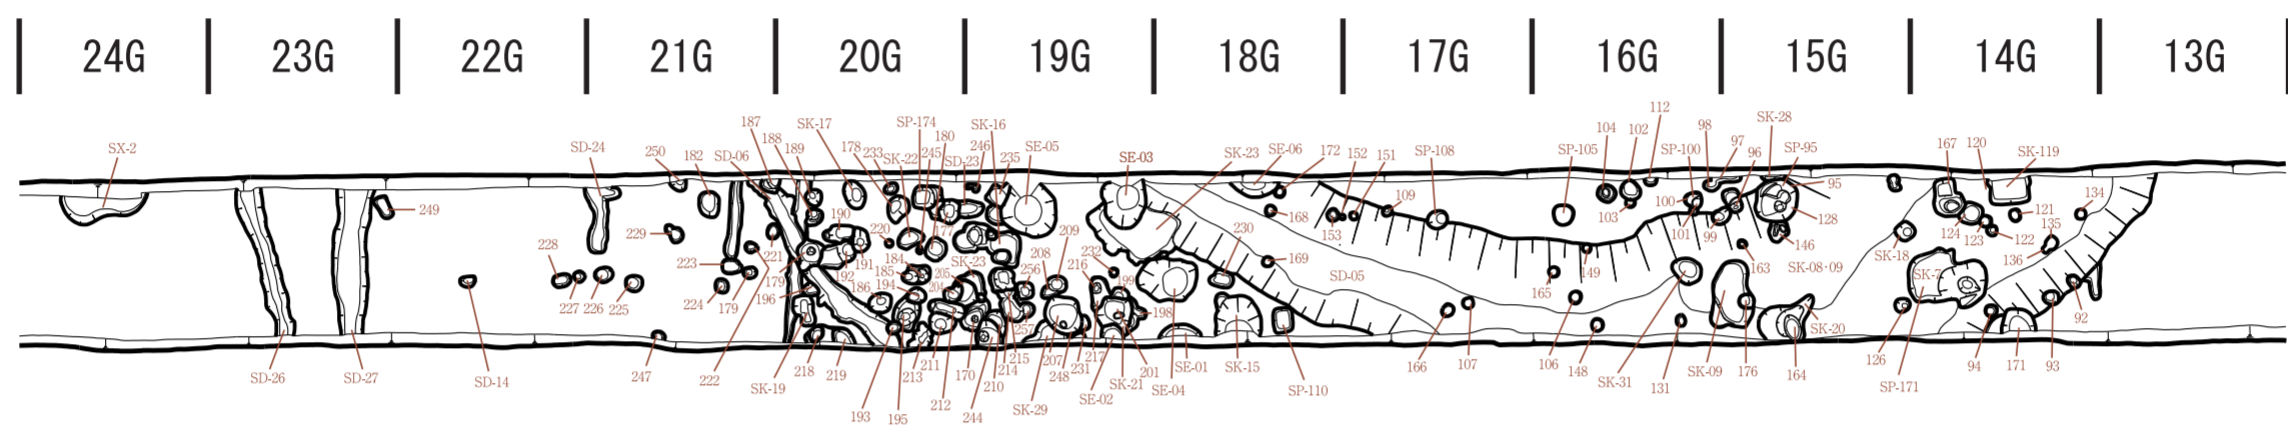 24G 23G 22G 21G 20G 19G 18G 17G 16G 15G 14G 13G
112
187 SP-174 SK-16 104 102 98 SK-28
188 SK-17 180 SP-105 97
SX-2 SD-24 250 182 SD-06 189 178 233 SK-22 245 SD-23 246 235 SE-05 SE-03 SK-23 SE-06 172 152 151 SP-108 SP-100 96 SP-95 167 120 SK-119
95
249 190 177 168 153 109 103 100 128 134
229 221 220 209 230 101 99 146 124 123 122 121 135
228 223 179 192 191 184 SK-23 208 232 169 149 163 SK-18 136
227 226 225 224 179 196 186 185 194 205 204 256 216 199 SD-05 165 SK-08·09 SK-7
257 198 SK-20 92
247 222 SK-19 218 219 213 211 170 215 214 207 248 231 217 SK-21 201 SE-01 SK-15 166 107 106 148 SK-31 131 SK-09 176 164 126 94 171 93
SD-26 SD-27 SD-14 212 210 SE-02 SE-04 SP-110 SP-171
193 195 244 SK-29